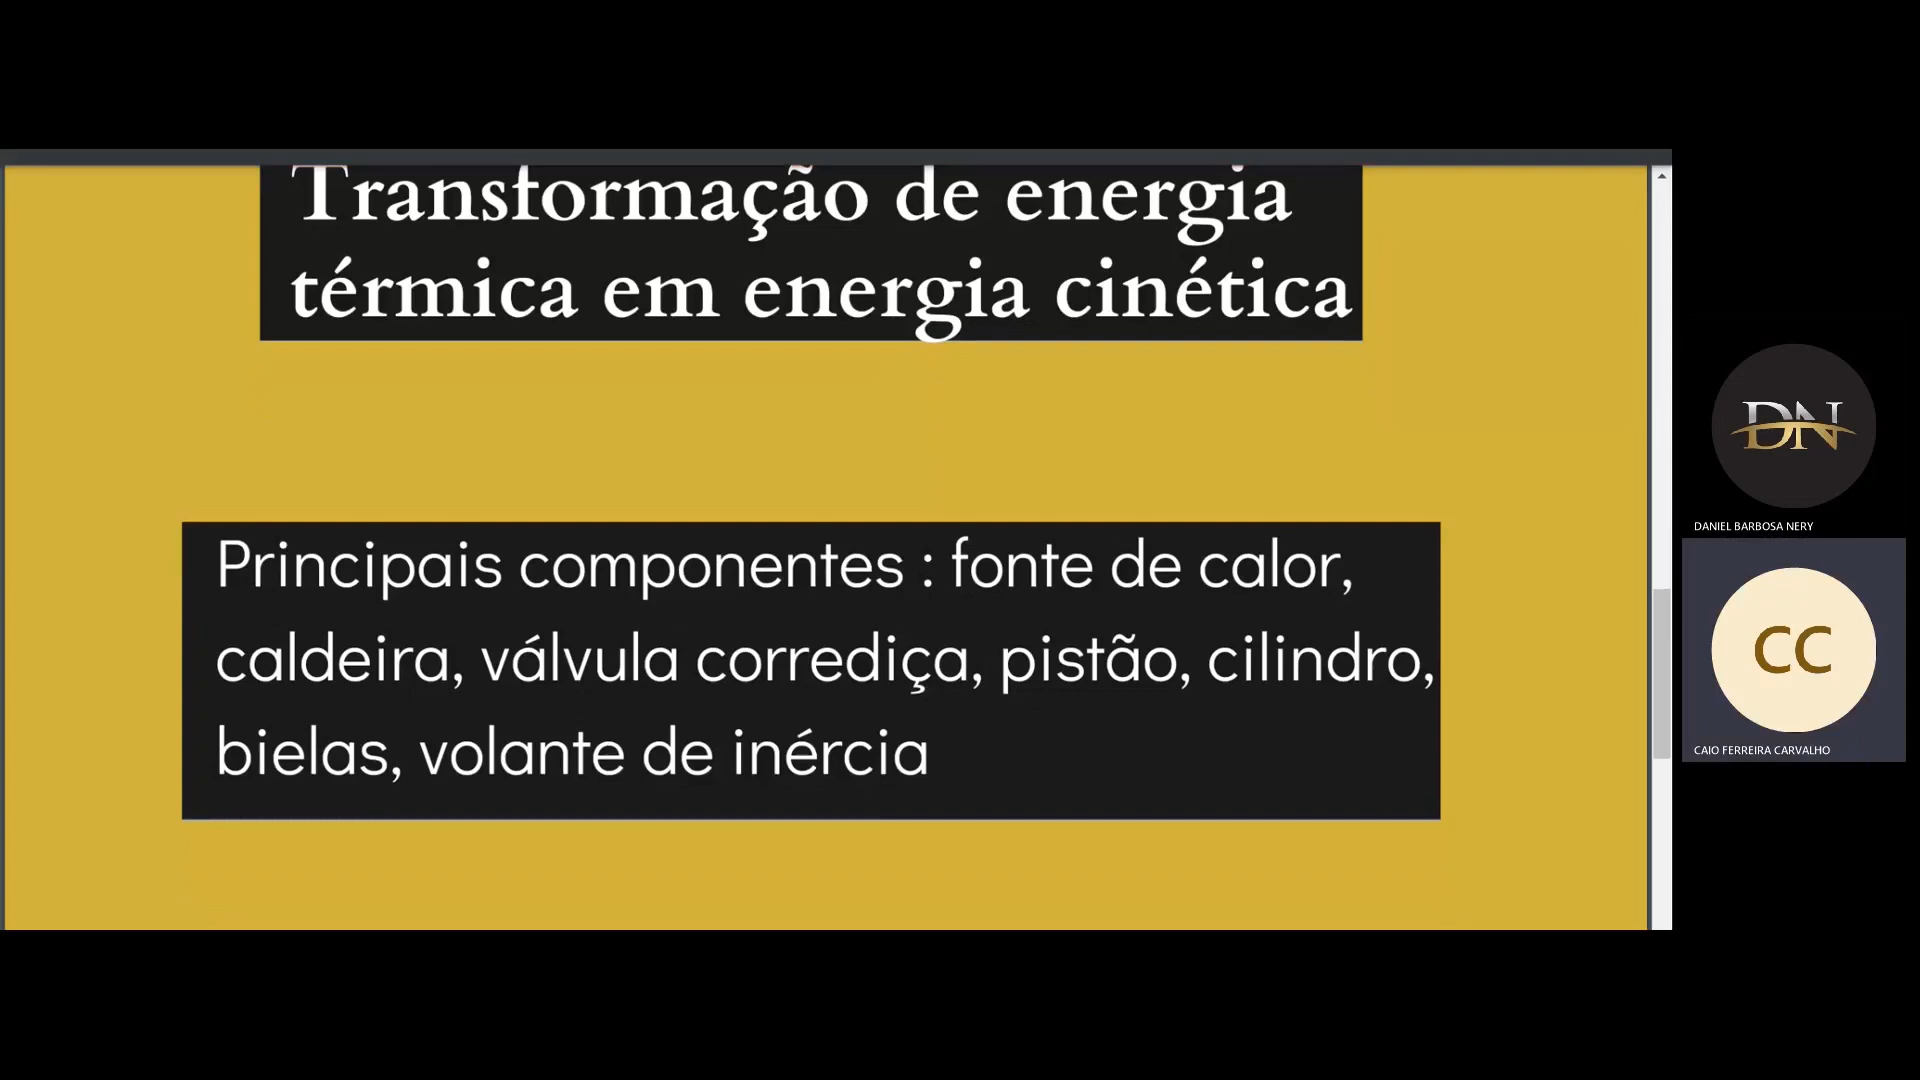 Transformação de energia
térmica em energia cinética
Principais componentes : fonte de calor,
caldeira, válvula corrediça, pistão, cilindro,
bielas, volante de inércia
DN
DANIEL BARBOSA NERY
CC
CAIO FERREIRA CARVALHO